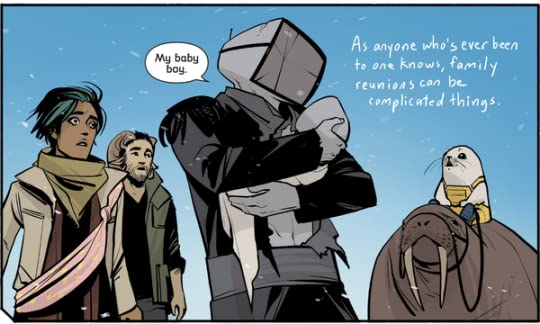 My baby
boy.
As anyone who's ever been
to one knows, family
reunions can be
complicated things.